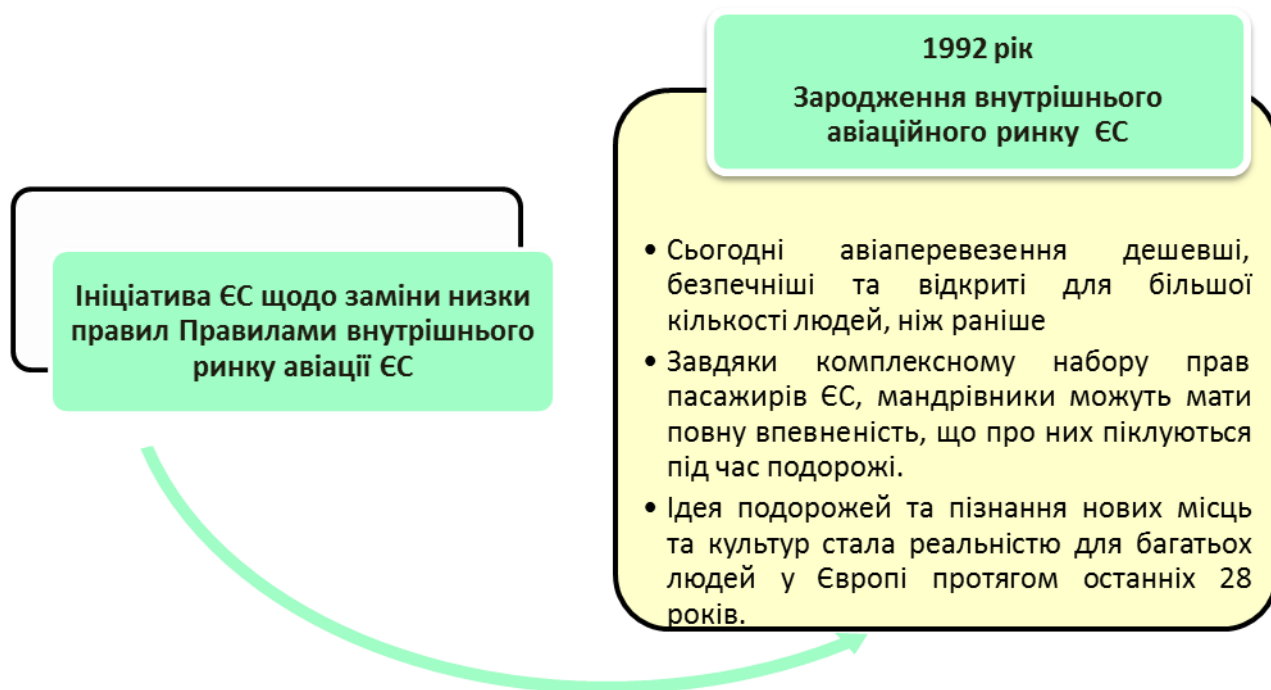 Ініціатива ЄС щодо заміни низки
правил Правилами внутрішнього
ринку авіації ЄС
1992 рік
Зародження внутрішнього
авіаційного ринку ЄС
• Сьогодні авіаперевезення дешевші,
безпечніші та відкриті для більшої
кількості людей, ніж раніше
• Завдяки комплексному набору прав
пасажирів ЄС, мандрівники можуть мати
повну впевненість, що про них піклуються
під час подорожі.
• Ідея подорожей та пізнання нових місць
та культур стала реальністю для багатьох
людей у Європі протягом останніх 28
років.